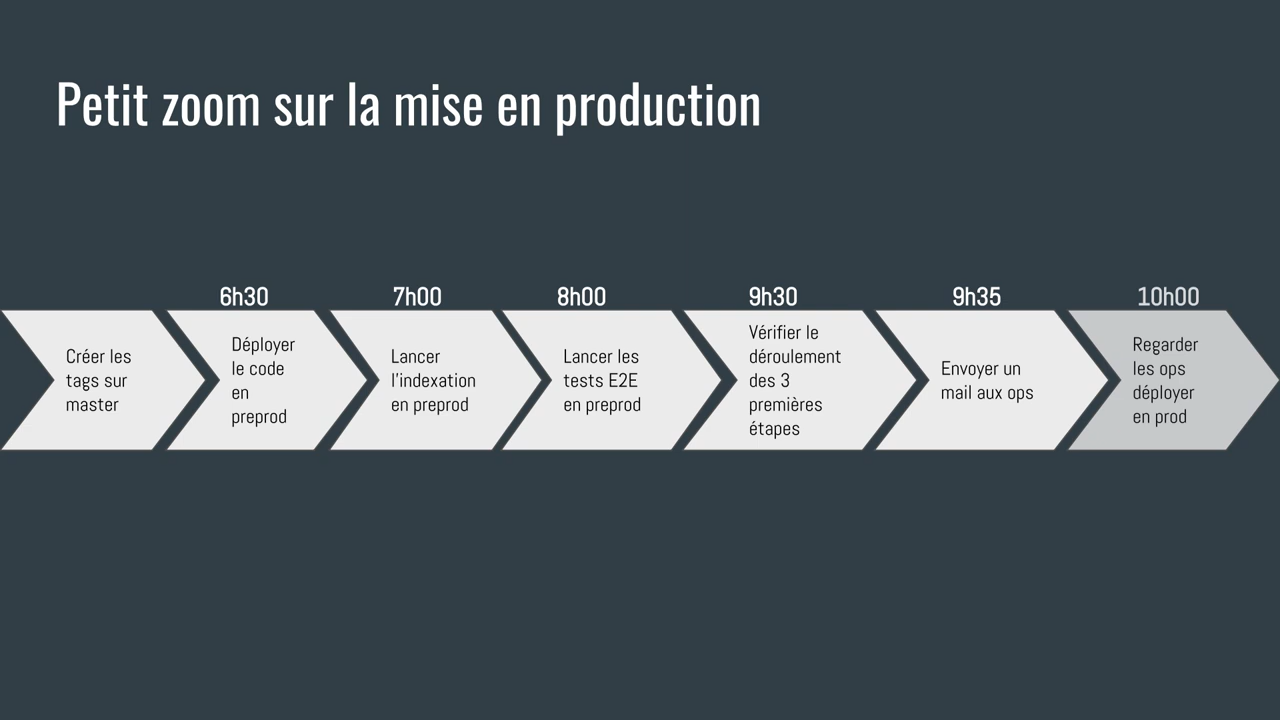 Petit zoom sur la mise en production
6h30
7h00
8h00
9h30
9h35
10h00
Créer les
tags sur
master
Déployer
le code
en
preprod
Lancer
l'indexation
en preprod
Lancer les
tests E2E
en preprod
Vérifier le
déroulement
des 3
premières
étapes
Envoyer un
mail aux ops
Regarder
les ops
déployer
en prod